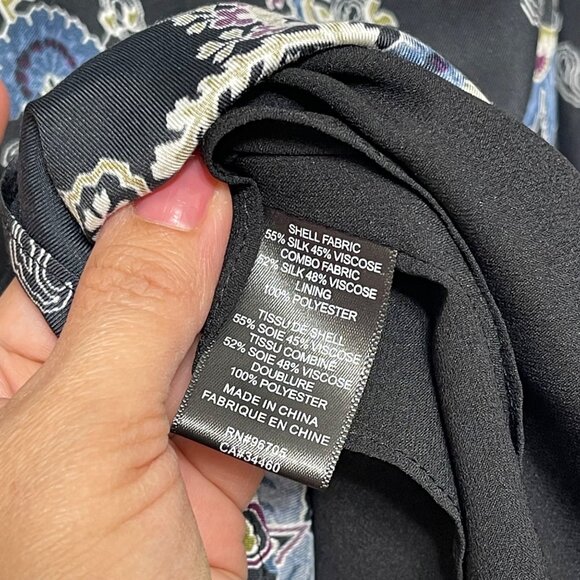 SHELL FABRIC
55% SILK 45% VISCOSE
COMBO FABRIC
52% SILK 48% VISCOSE
LINING
100% POLYESTER
TISSU DE SHELL
55% SOIE 45% VISCOSE
TISSU COMBINÉ
52% SOIE 48% VISCOSE
DOUBLURE
100% POLYESTER
MADE IN CHINA
FABRIQUE EN CHINE
RN#96705
CA#34460